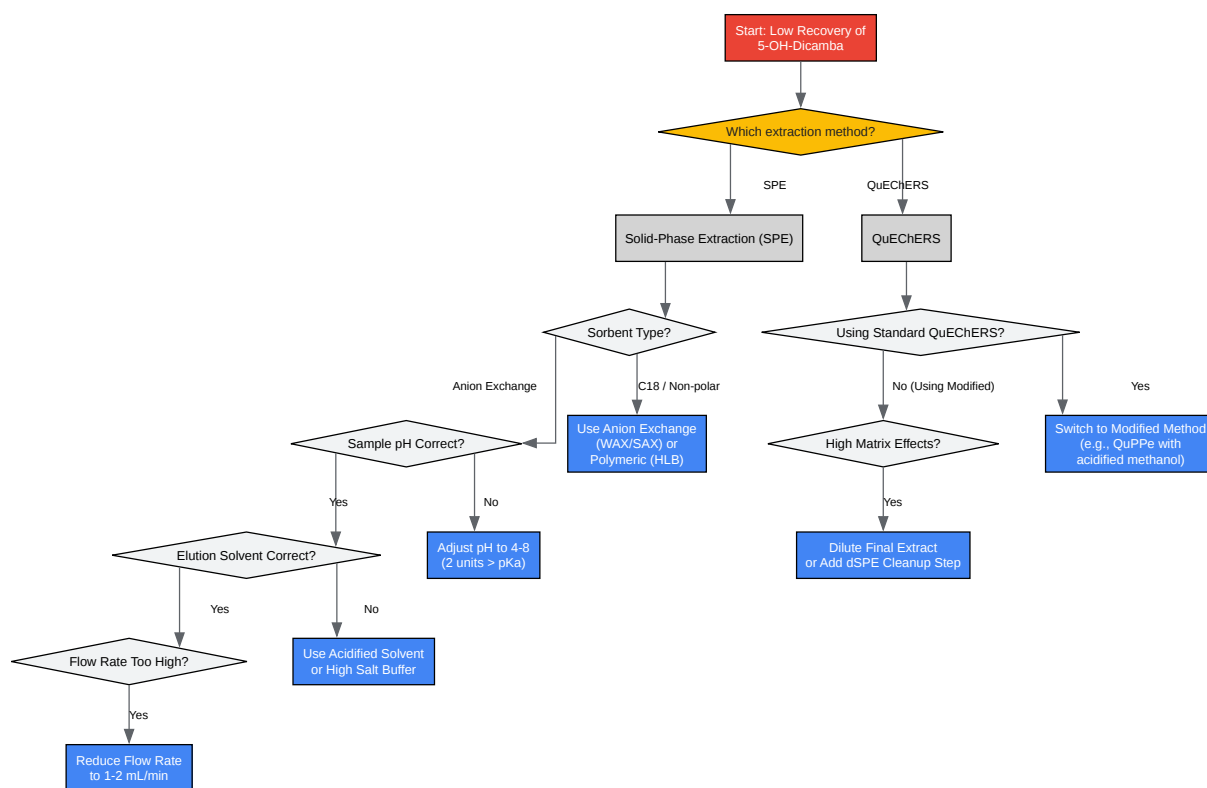 Start: Low Recovery of
5-OH-Dicamba
Which extraction method?
SPE
QuEChERS
Solid-Phase Extraction (SPE)
QuEChERS
Sorbent Type?
Using Standard QuEChERS?
Anion Exchange
C18 / Non-polar
No (Using Modified)
Yes
Sample pH Correct?
Use Anion Exchange
(WAX/SAX) or
Polymeric (HLB)
High Matrix Effects?
Switch to Modified Method
(e.g., QuPPe with
acidified methanol)
Yes
No
Yes
Elution Solvent Correct?
Adjust pH to 4-8
(2 units > pKa)
Dilute Final Extract
or Add dSPE Cleanup Step
Yes
No
Flow Rate Too High?
Use Acidified Solvent
or High Salt Buffer
Yes
Reduce Flow Rate
to 1-2 mL/min